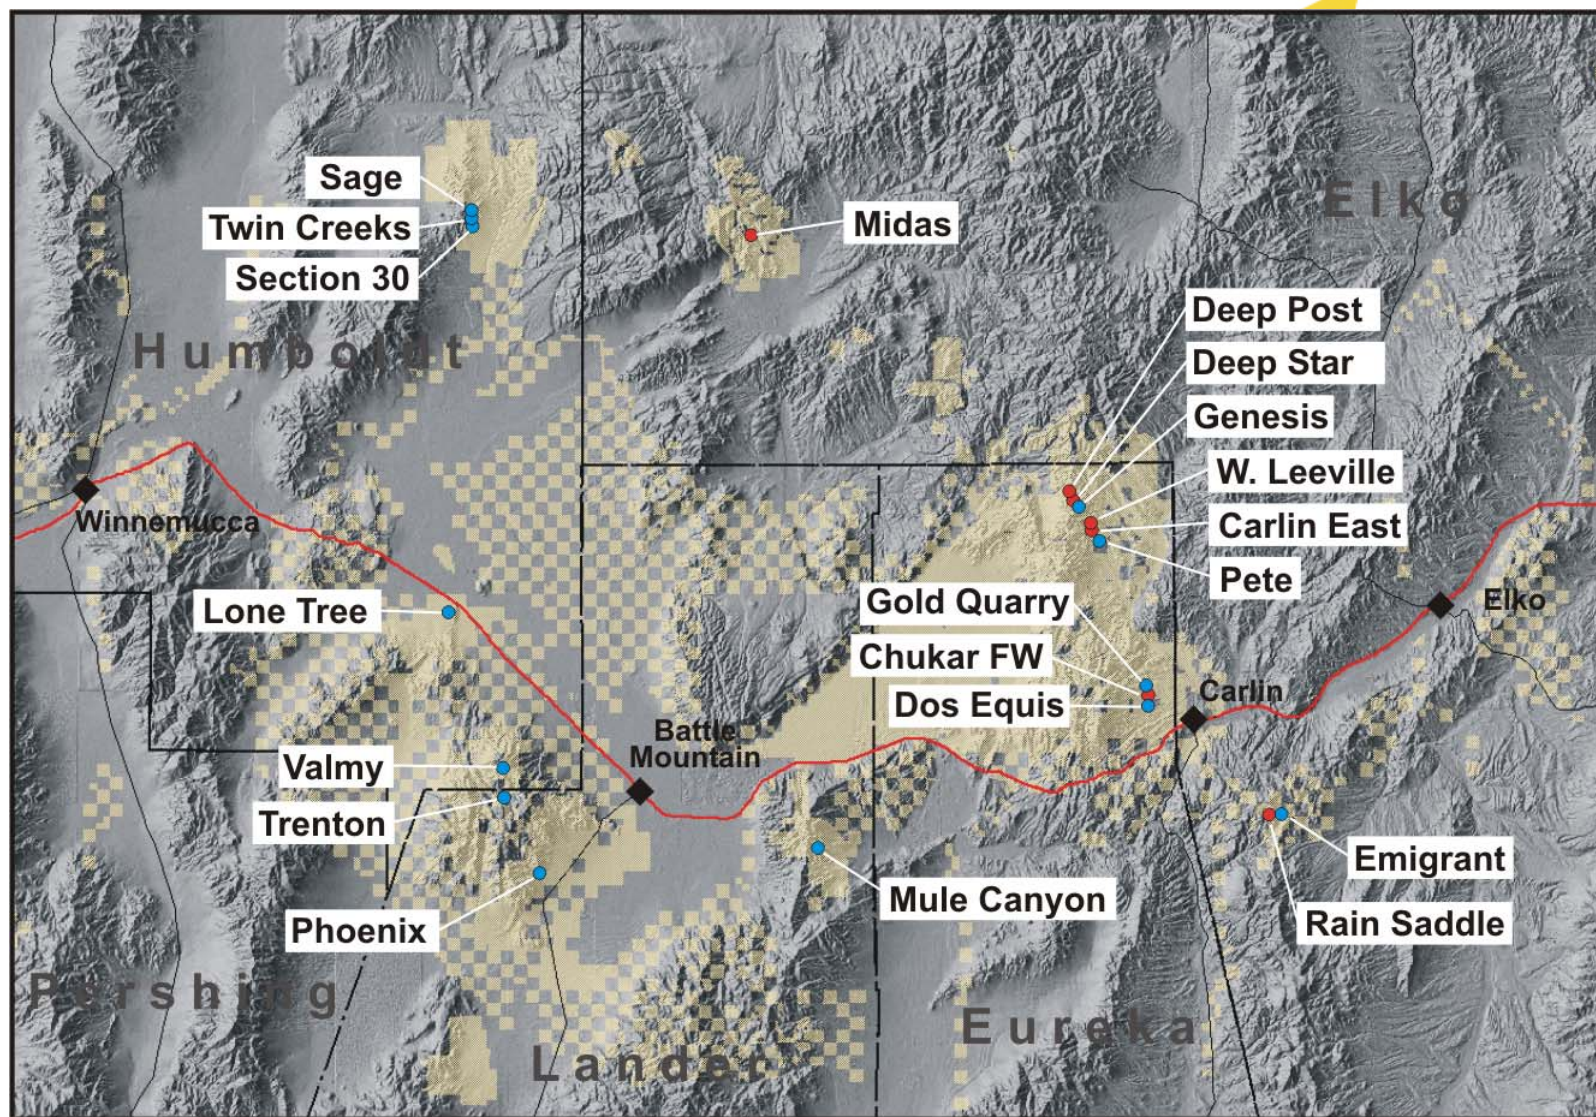 Sage
Twin Creeks
Section 30
Midas
Elko
Deep Post
Deep Star
Genesis
W. Leeville
Carlin East
Pete
Humboldt
Winnemucca
Lone Tree
Gold Quarry
Chukar FW
Dos Equis
Elko
Carlin
Battle
Mountain
Valmy
Trenton
Phoenix
Mule Canyon
Emigrant
Rain Saddle
Pershing
Lander
Eureka